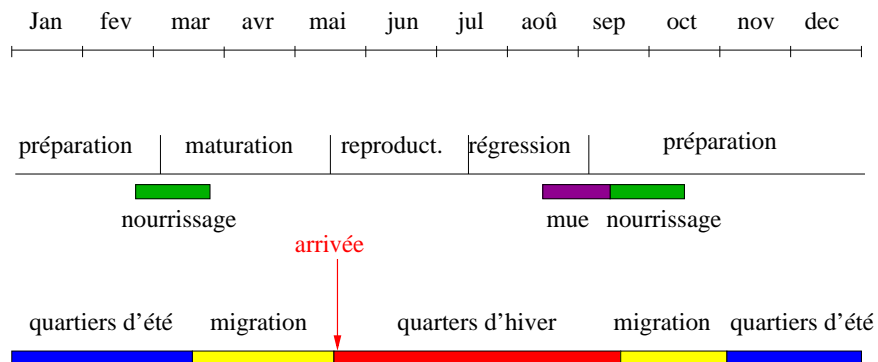 Jan fev mar avr mai jun jul aoû sep oct nov dec
préparation maturation reproduct. régression préparation
nourrissage mue nourrissage
arrivée
quartiers d'été migration quarters d'hiver migration quartiers d'été